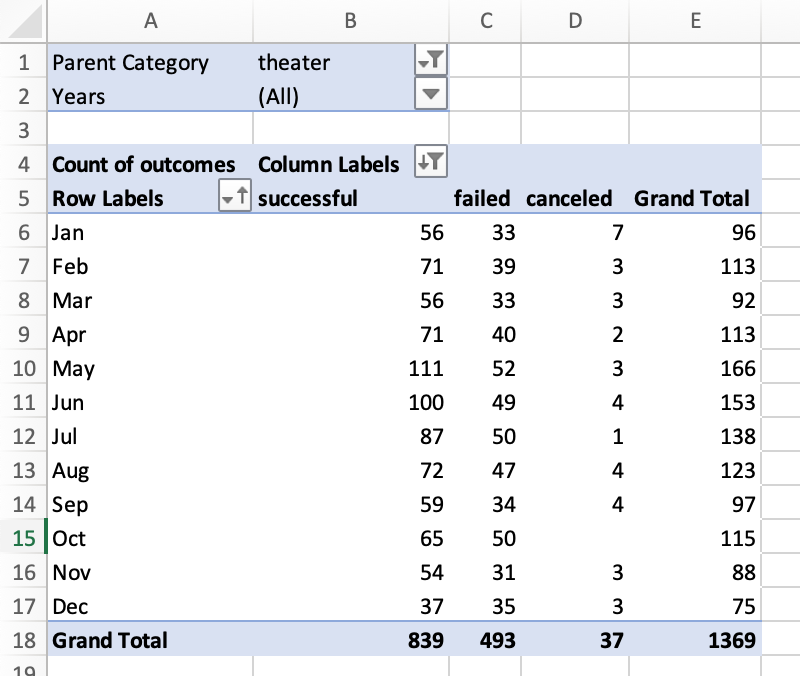 A B C D E
1 Parent Category theater
2 Years (All)
3
4 Count of outcomes Column Labels
5 Row Labels successful failed canceled Grand Total
6 Jan 56 33 7 96
7 Feb 71 39 3 113
8 Mar 56 33 3 92
9 Apr 71 40 2 113
10 May 111 52 3 166
11 Jun 100 49 4 153
12 Jul 87 50 1 138
13 Aug 72 47 4 123
14 Sep 59 34 4 97
15 Oct 65 50 115
16 Nov 54 31 3 88
17 Dec 37 35 3 75
18 Grand Total 839 493 37 1369
19